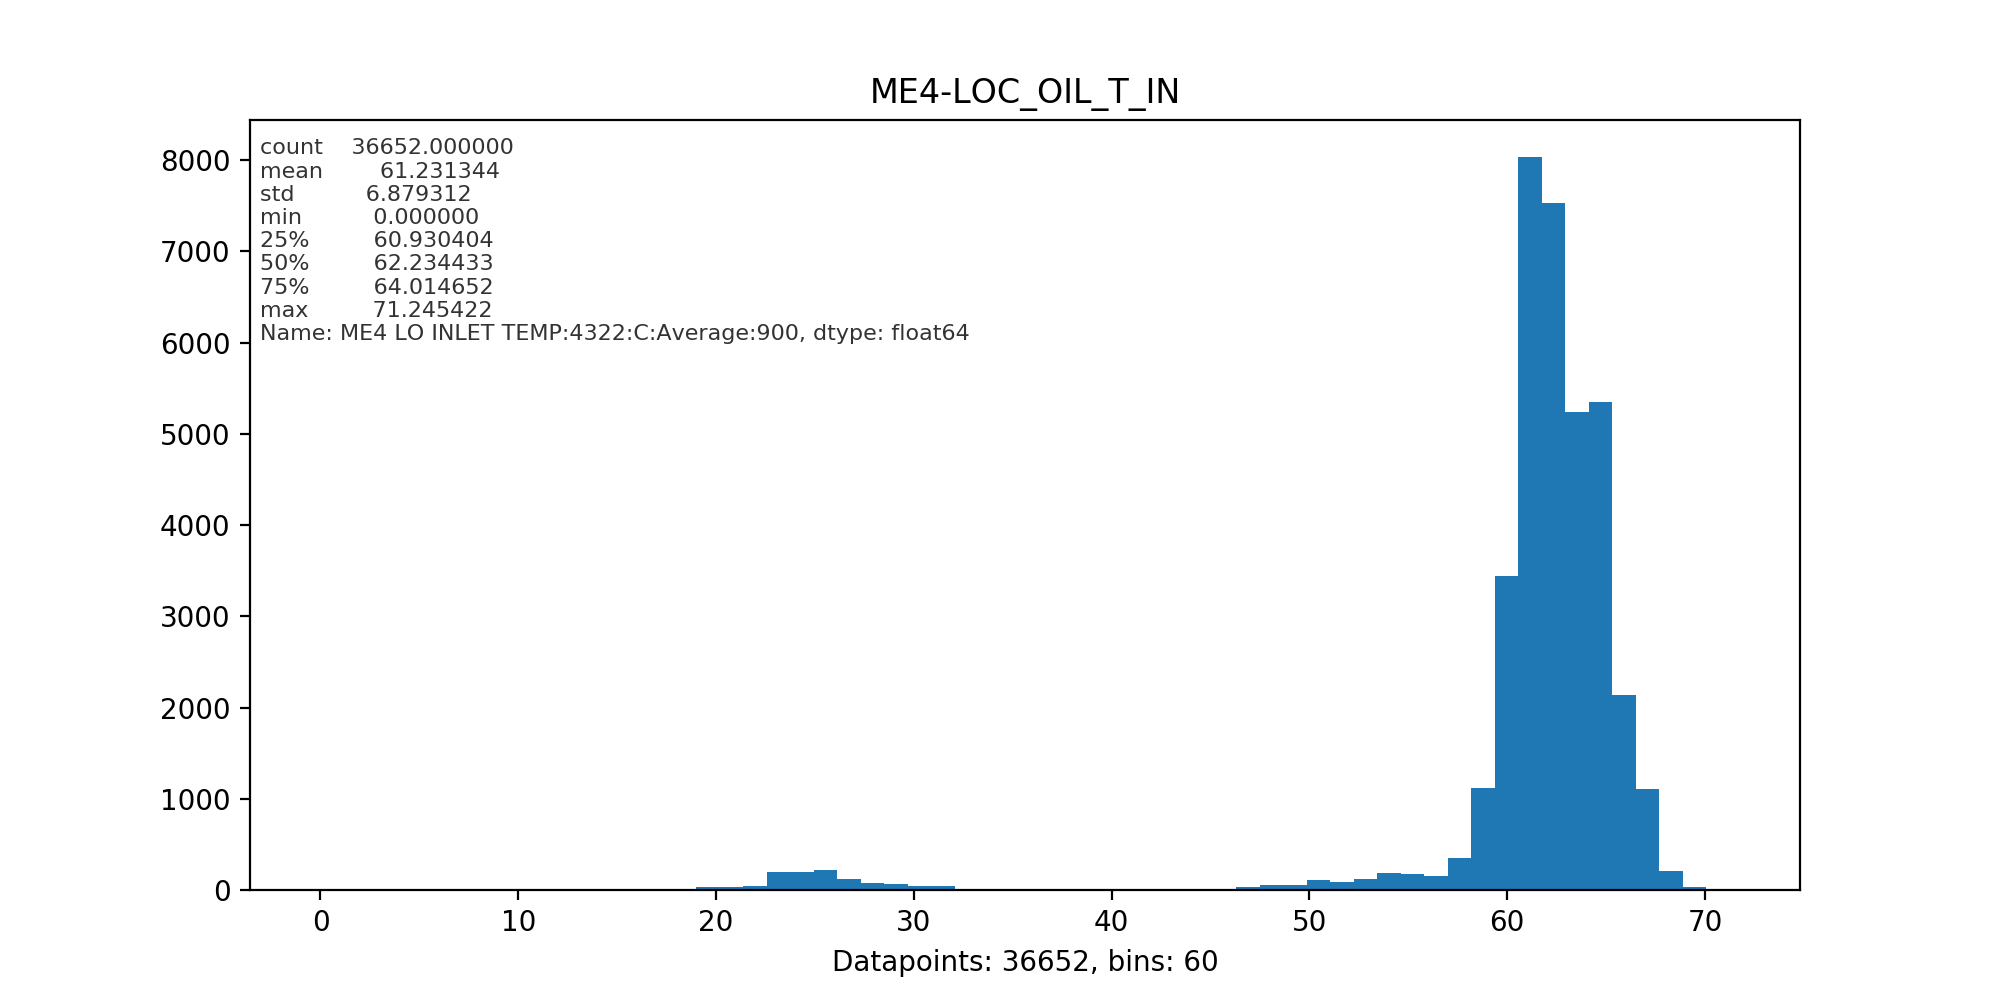 ME4-LOC_OIL_T_IN
count 36652.000000
mean 61.231344
std 6.879312
min 0.000000
25% 60.930404
50% 62.234433
75% 64.014652
max 71.245422
Name: ME4 LO INLET TEMP:4322:C:Average:900, dtype: float64
8000
7000
6000
5000
4000
3000
2000
1000
0
0 10 20 30 40 50 60 70
Datapoints: 36652, bins: 60